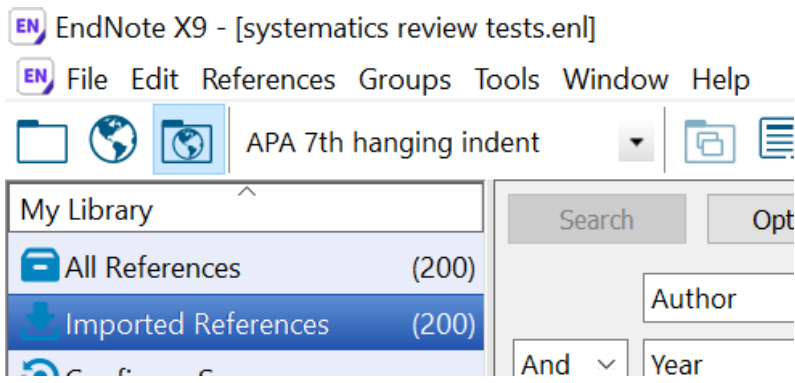 EN EndNote X9 - [systematics review tests.enl]
EN File Edit References Groups Tools Window Help
APA 7th hanging indent
My Library
Search Opt
All References (200)
Author
Imported References (200)
And Year